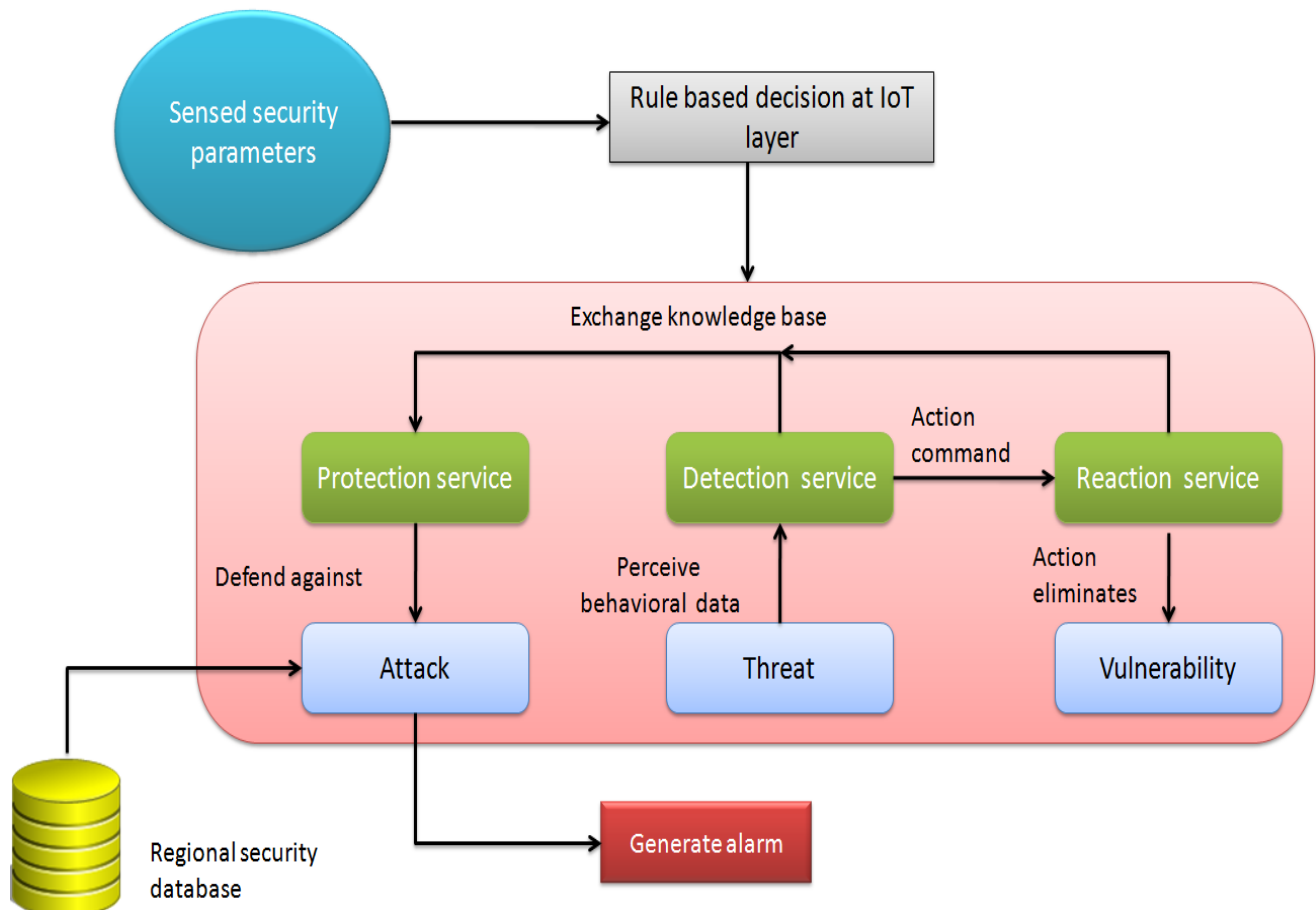 Sensed security
parameters
Rule based decision at IoT
layer
Exchange knowledge base
Action
command
Protection service
Detection service
Reaction service
Defend against
Perceive
behavioral data
Action
eliminates
Attack
Threat
Vulnerability
Generate alarm
Regional security
database